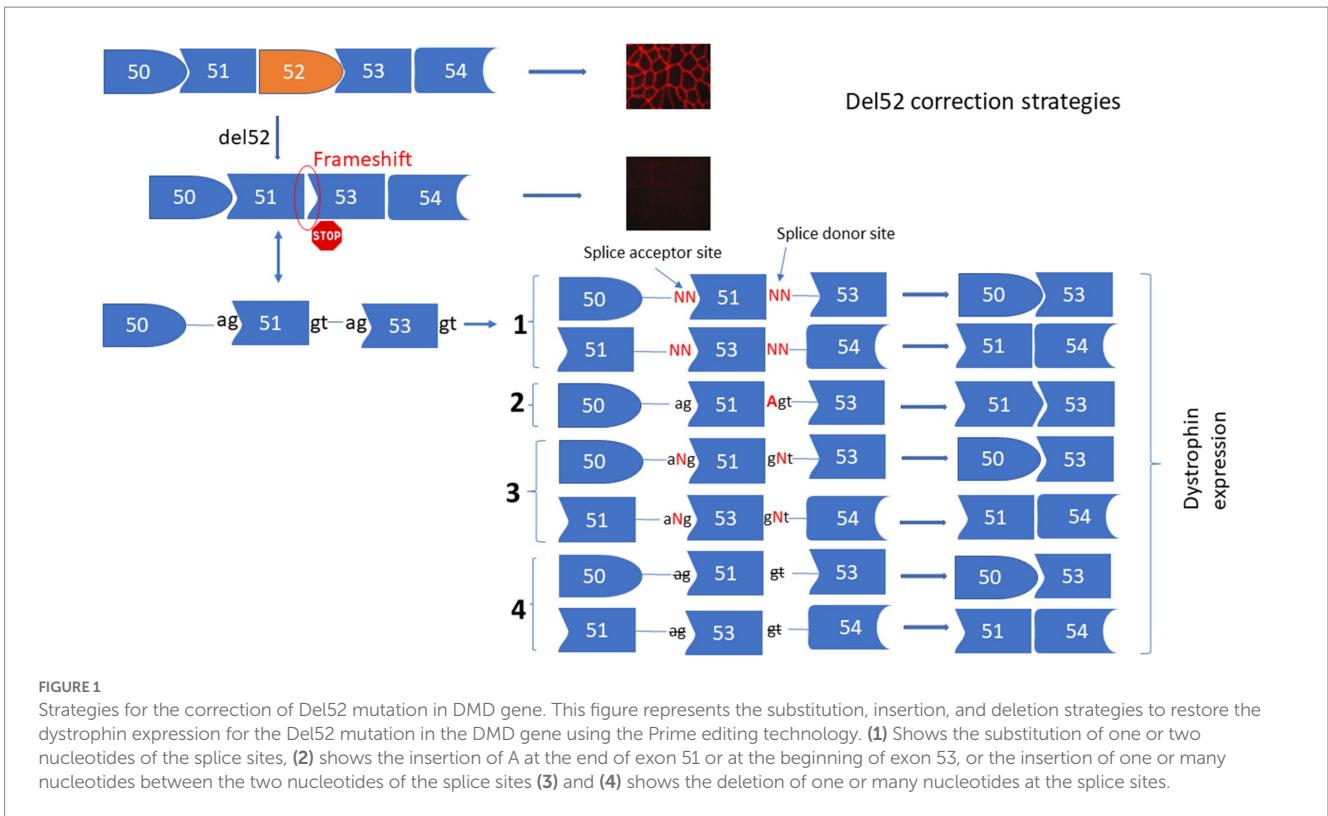 50 51 52 53 54
Del52 correction strategies
del52
Frameshift
50 51 53 54
STOP
Splice acceptor site
Splice donor site
50 ag 51 gt ag 53 gt
1
50 NN 51 NN 53 50 53
51 NN 53 NN 54 51 54
2
50 ag 51 Agt 53 51 53
3
50 aNg 51 gNt 53 50 53
51 aNg 53 gNt 54 51 54
4
50 ag 51 gt 53 50 53
51 ag 53 gt 54 51 54
Dystrophin
expression
FIGURE 1
Strategies for the correction of Del52 mutation in DMD gene. This figure represents the substitution, insertion, and deletion strategies to restore the
dystrophin expression for the Del52 mutation in the DMD gene using the Prime editing technology. (1) Shows the substitution of one or two
nucleotides of the splice sites, (2) shows the insertion of A at the end of exon 51 or at the beginning of exon 53, or the insertion of one or many
nucleotides between the two nucleotides of the splice sites (3) and (4) shows the deletion of one or many nucleotides at the splice sites.